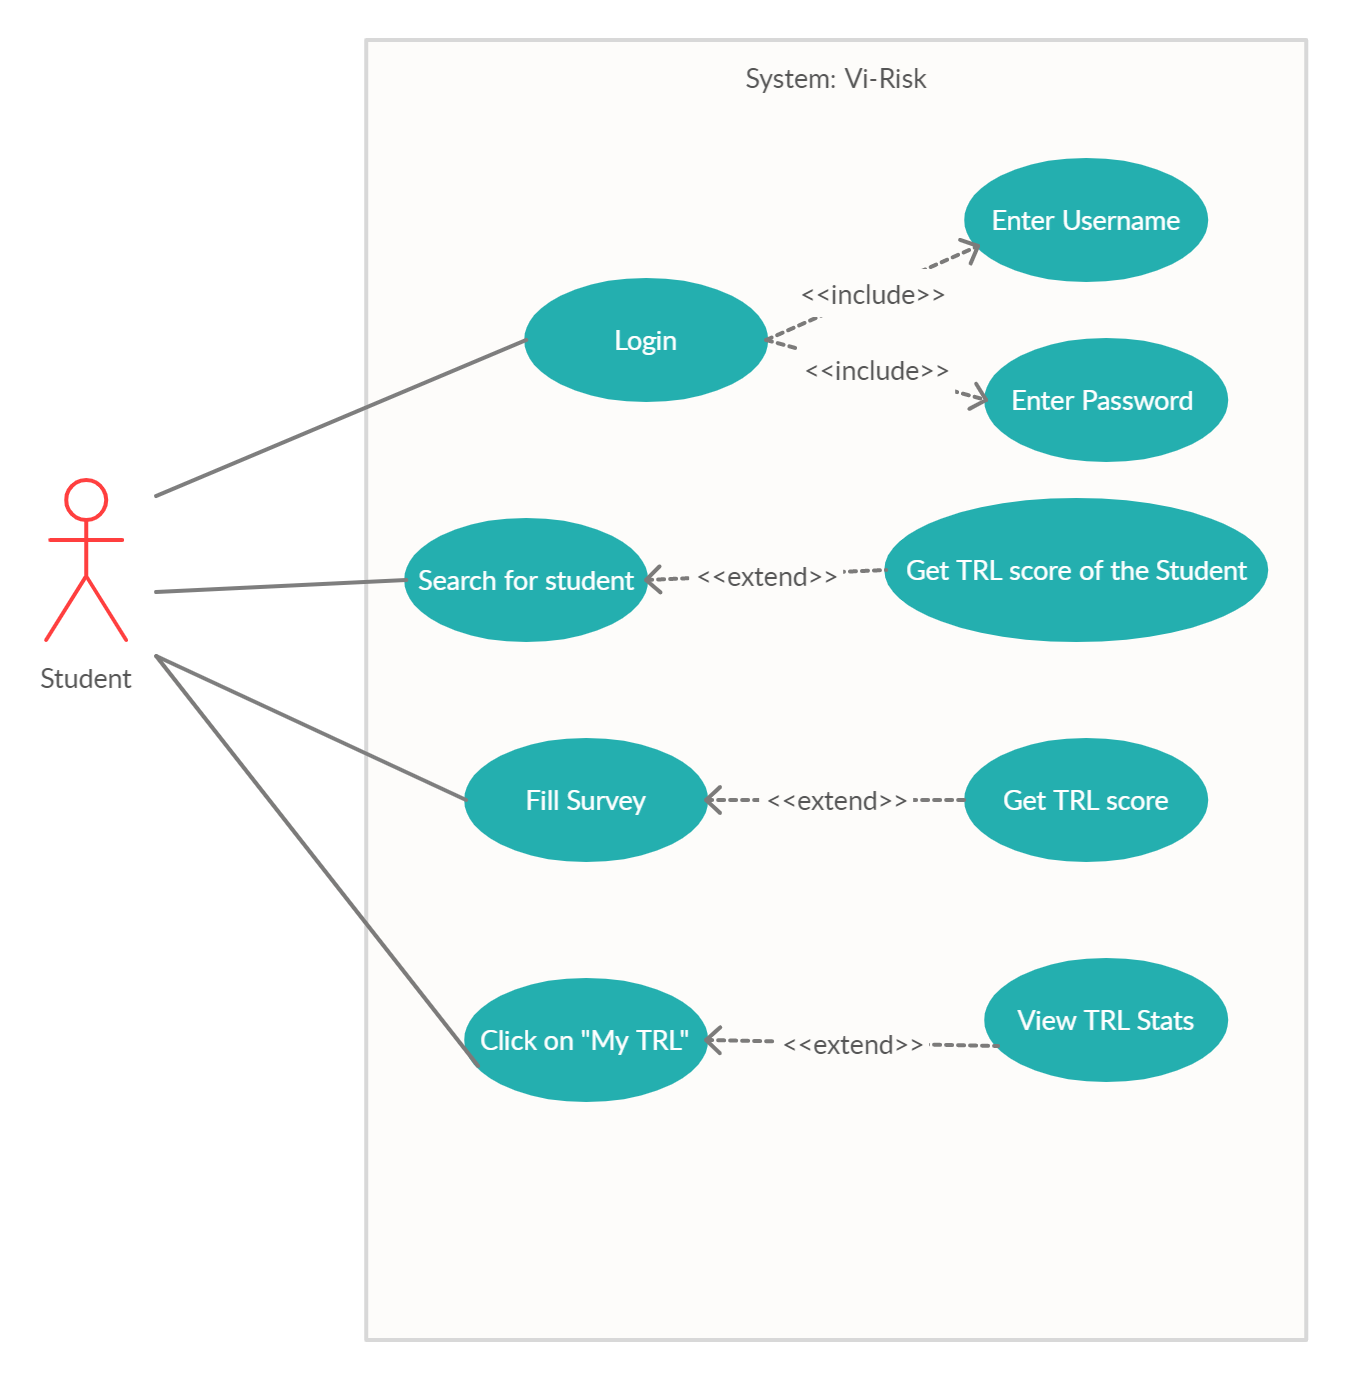 System: Vi-Risk
Enter Username
<<include>>
Login
<<include>>
Enter Password
Search for student
<<extend>>
Get TRL score of the Student
Student
Fill Survey
<<extend>>
Get TRL score
Click on "My TRL"
<<extend>>
View TRL Stats